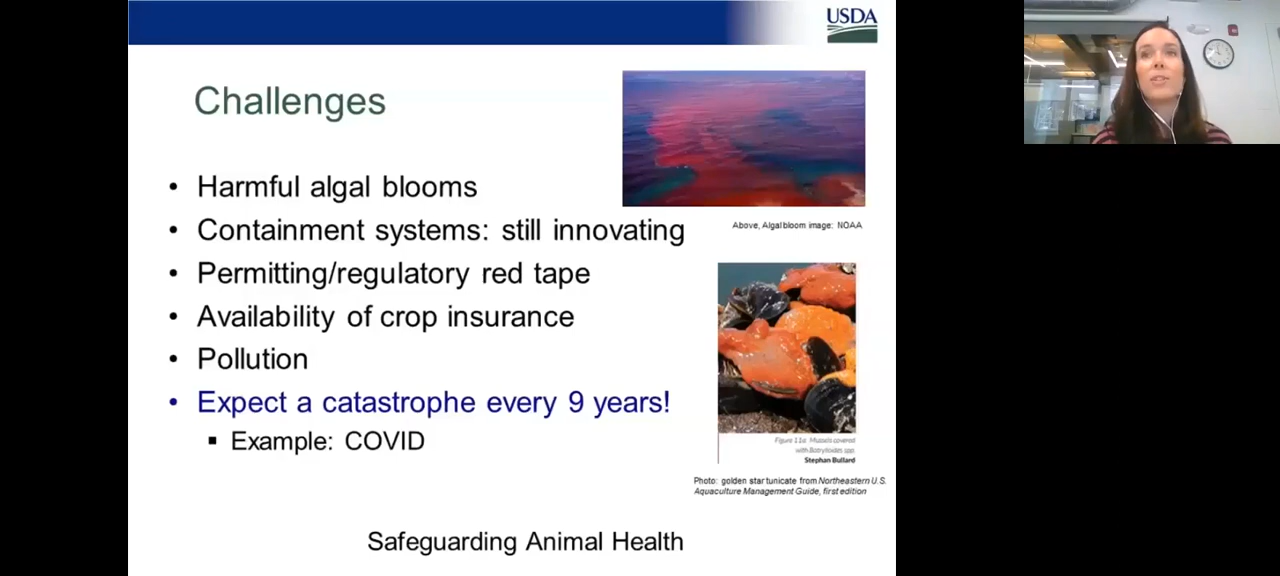 USDA
Challenges
• Harmful algal blooms
• Containment systems: still innovating
• Permitting/regulatory red tape
• Availability of crop insurance
• Pollution
• Expect a catastrophe every 9 years!
▪ Example: COVID
Above, Algal bloom image: NOAA
Figure 11a: Mussels covered
with Botrylloides spp.
Stephan Bullard
Photo: golden star tunicate from Northeastern U.S.
Aquaculture Management Guide, first edition
Safeguarding Animal Health